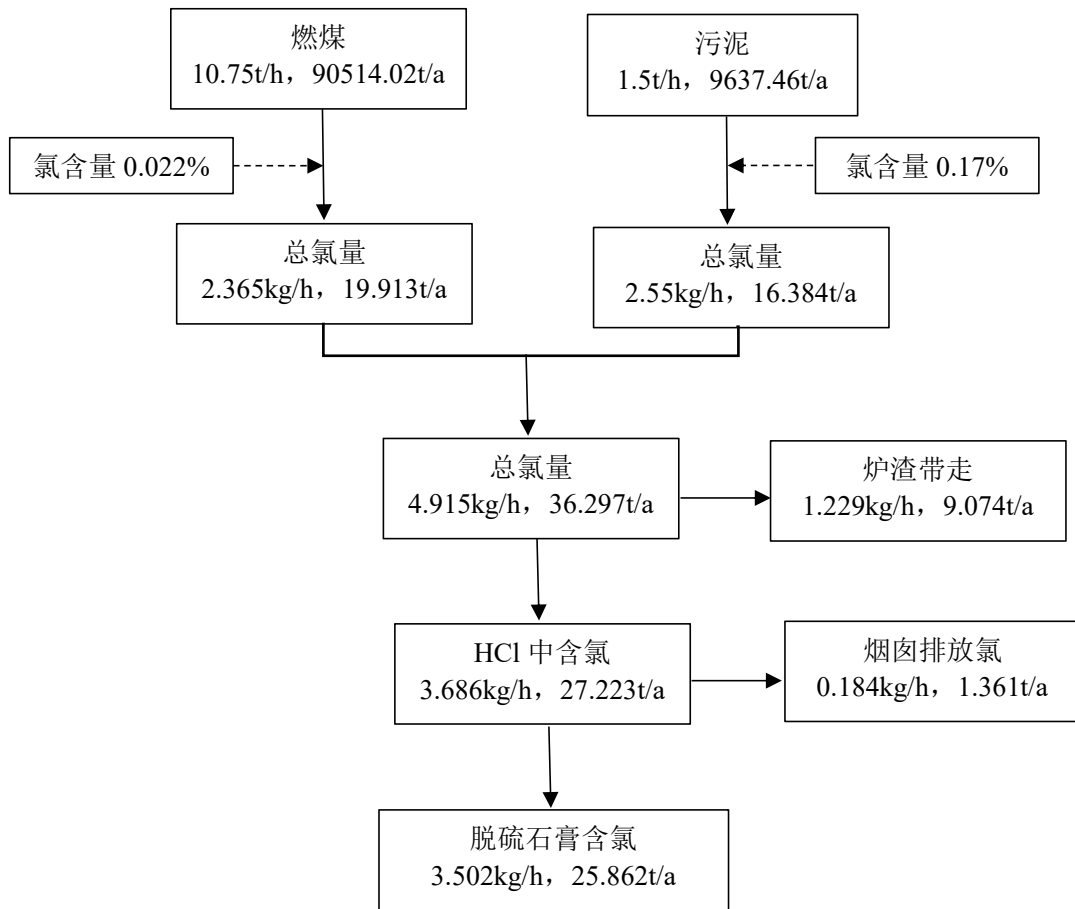 燃煤
10.75t/h，90514.02t/a
污泥
1.5t/h，9637.46t/a
氯含量 0.022%
氯含量 0.17%
总氯量
2.365kg/h，19.913t/a
总氯量
2.55kg/h，16.384t/a
总氯量
4.915kg/h，36.297t/a
炉渣带走
1.229kg/h，9.074t/a
HCl 中含氯
3.686kg/h，27.223t/a
烟囱排放氯
0.184kg/h，1.361t/a
脱硫石膏含氯
3.502kg/h，25.862t/a